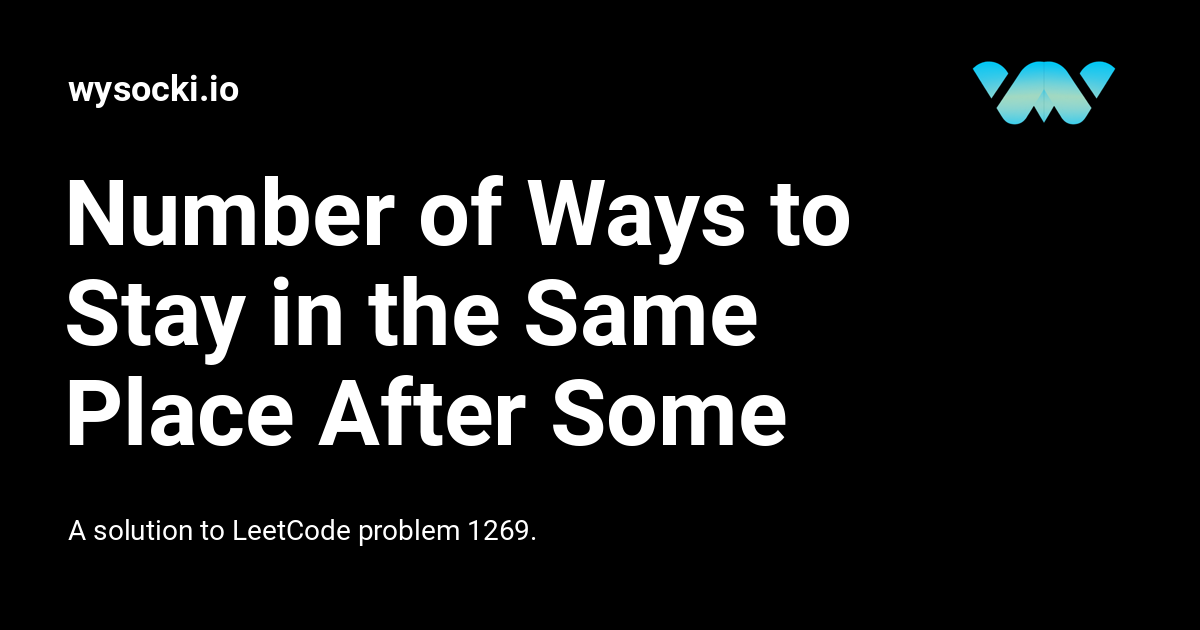 wysocki.io
Number of Ways to
Stay in the Same
Place After Some
A solution to LeetCode problem 1269.